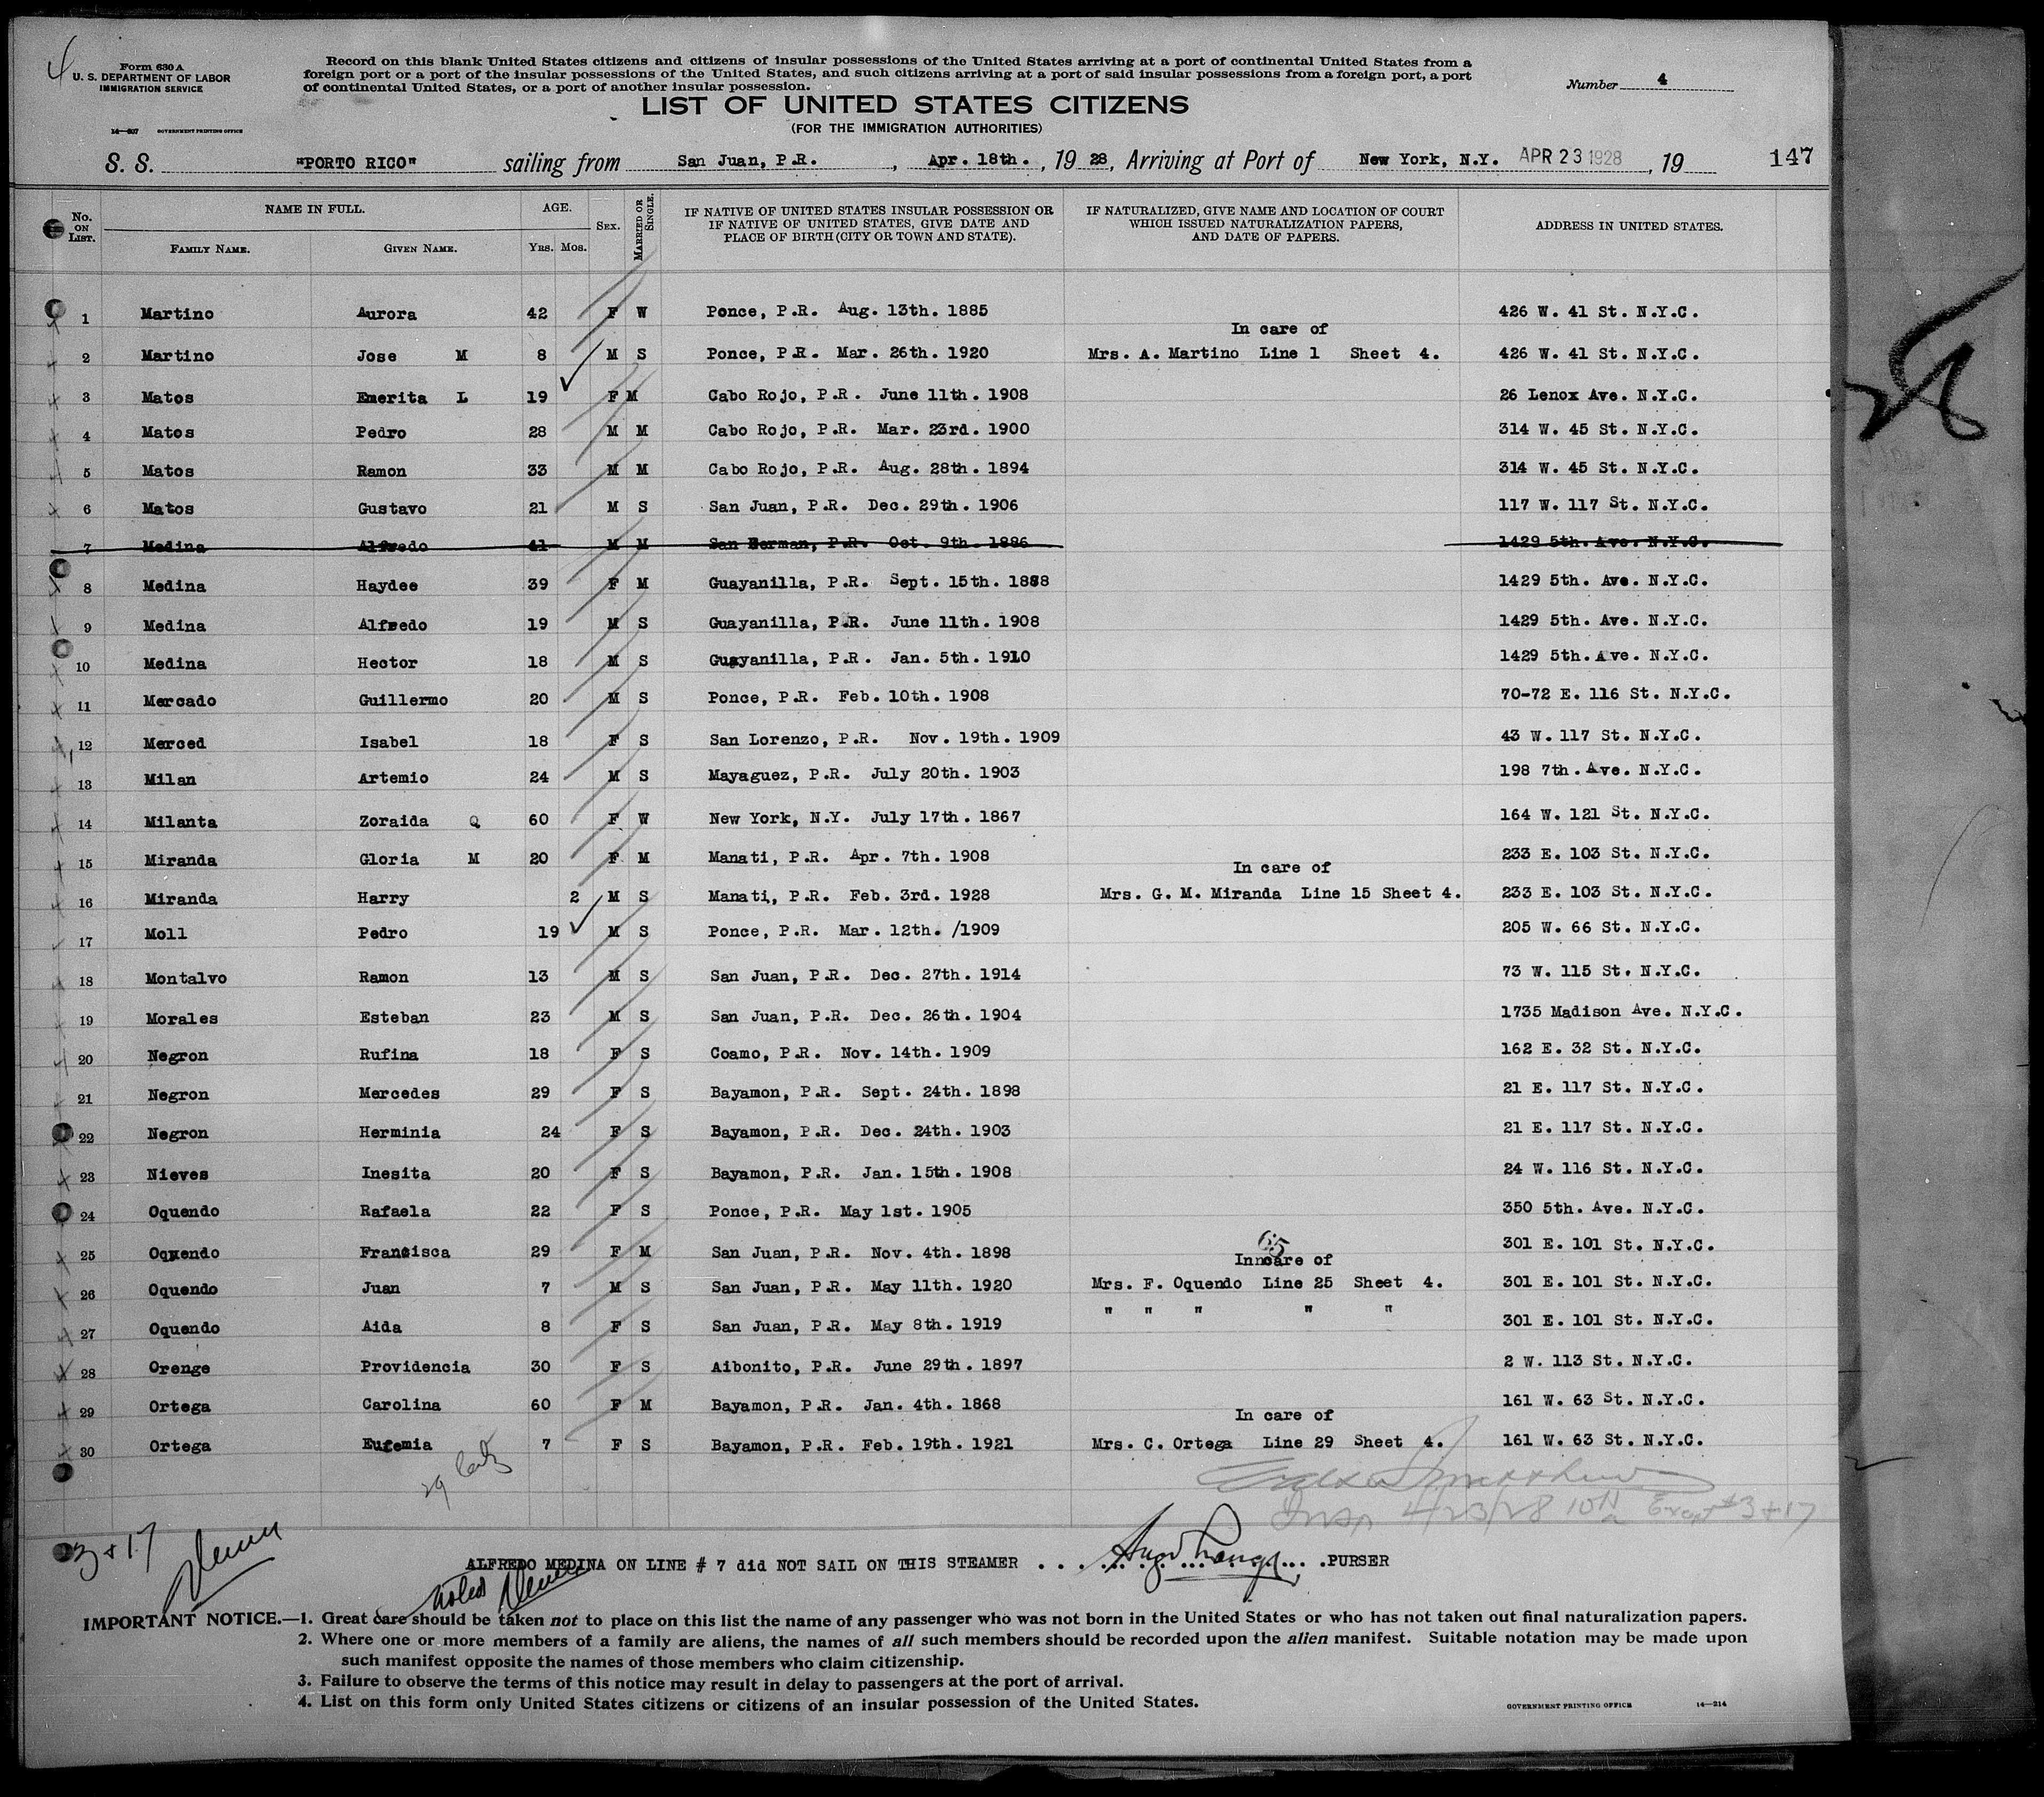 4
Form 630 A
U. S. DEPARTMENT OF LABOR
IMMIGRATION SERVICE
14—607 GOVERNMENT PRINTING OFFICE
Record on this blank United States citizens and citizens of insular possessions of the United States arriving at a port of continental United States from a
foreign port or a port of the insular possessions of the United States, and such citizens arriving at a port of said insular possessions from a foreign port, a port
of continental United States, or a port of another insular possession.
Number 4
LIST OF UNITED STATES CITIZENS
(FOR THE IMMIGRATION AUTHORITIES)
S. S. "PORTO RICO" sailing from San Juan, P.R., Apr. 18th., 19 28, Arriving at Port of New York, N.Y. APR 23 1928, 19 147
No. ON LIST. NAME IN FULL. FAMILY NAME. GIVEN NAME. AGE. YRS. MOS. SEX. MARRIED OR SINGLE. IF NATIVE OF UNITED STATES INSULAR POSSESSION OR IF NATIVE OF UNITED STATES, GIVE DATE AND PLACE OF BIRTH (CITY OR TOWN AND STATE). IF NATURALIZED, GIVE NAME AND LOCATION OF COURT WHICH ISSUED NATURALIZATION PAPERS, AND DATE OF PAPERS. ADDRESS IN UNITED STATES.
1 Martino Aurora 42 F W Ponce, P.R. Aug. 13th. 1885 426 W. 41 St. N.Y.C.
In care of
2 Martino Jose M 8 M S Ponce, P.R. Mar. 26th. 1920 Mrs. A. Martino Line 1 Sheet 4. 426 W. 41 St. N.Y.C.
3 Matos Emerita L 19 F M Cabo Rojo, P.R. June 11th. 1908 26 Lenox Ave. N.Y.C.
4 Matos Pedro 28 M M Cabo Rojo, P.R. Mar. 23rd. 1900 314 W. 45 St. N.Y.C.
5 Matos Ramon 33 M M Cabo Rojo, P.R. Aug. 28th. 1894 314 W. 45 St. N.Y.C.
6 Matos Gustavo 21 M S San Juan, P.R. Dec. 29th. 1906 117 W. 117 St. N.Y.C.
7 Medina Alfredo 41 M M San German, P.R. Oct. 9th. 1886 1429 5th. Ave. N.Y.C.
8 Medina Haydee 39 F M Guayanilla, P.R. Sept. 15th. 1888 1429 5th. Ave. N.Y.C.
9 Medina Alfredo 19 M S Guayanilla, P.R. June 11th. 1908 1429 5th. Ave. N.Y.C.
10 Medina Hector 18 M S Guayanilla, P.R. Jan. 5th. 1910 1429 5th. Ave. N.Y.C.
11 Mercado Guillermo 20 M S Ponce, P.R. Feb. 10th. 1908 70-72 E. 116 St. N.Y.C.
12 Merced Isabel 18 F S San Lorenzo, P.R. Nov. 19th. 1909 43 W. 117 St. N.Y.C.
13 Milan Artemio 24 M S Mayaguez, P.R. July 20th. 1903 198 7th. Ave. N.Y.C.
14 Milanta Zoraida Q 60 F W New York, N.Y. July 17th. 1867 164 W. 121 St. N.Y.C.
15 Miranda Gloria M 20 F M Manati, P.R. Apr. 7th. 1908 233 E. 103 St. N.Y.C.
In care of
16 Miranda Harry 2 M S Manati, P.R. Feb. 3rd. 1928 Mrs. G. M. Miranda Line 15 Sheet 4. 233 E. 103 St. N.Y.C.
17 Moll Pedro 19 M S Ponce, P.R. Mar. 12th. /1909 205 W. 66 St. N.Y.C.
18 Montalvo Ramon 13 M S San Juan, P.R. Dec. 27th. 1914 73 W. 115 St. N.Y.C.
19 Morales Esteban 23 M S San Juan, P.R. Dec. 26th. 1904 1735 Madison Ave. N.Y.C.
20 Negron Rufina 18 F S Coamo, P.R. Nov. 14th. 1909 162 E. 32 St. N.Y.C.
21 Negron Mercedes 29 F S Bayamon, P.R. Sept. 24th. 1898 21 E. 117 St. N.Y.C.
22 Negron Herminia 24 F S Bayamon, P.R. Dec. 24th. 1903 21 E. 117 St. N.Y.C.
23 Nieves Inesita 20 F S Bayamon, P.R. Jan. 15th. 1908 24 W. 116 St. N.Y.C.
24 Oquendo Rafaela 22 F S Ponce, P.R. May 1st. 1905 350 5th. Ave. N.Y.C.
25 Oquendo Francisca 29 F M San Juan, P.R. Nov. 4th. 1898 301 E. 101 St. N.Y.C.
65
In care of
26 Oquendo Juan 7 M S San Juan, P.R. May 11th. 1920 Mrs. F. Oquendo Line 25 Sheet 4. 301 E. 101 St. N.Y.C.
27 Oquendo Aida 8 F S San Juan, P.R. May 8th. 1919 " " " " " 301 E. 101 St. N.Y.C.
28 Orenge Providencia 30 F S Aibonito, P.R. June 29th. 1897 2 W. 113 St. N.Y.C.
29 Ortega Carolina 60 F M Bayamon, P.R. Jan. 4th. 1868 161 W. 63 St. N.Y.C.
In care of
30 Ortega Eufemia 7 F S Bayamon, P.R. Feb. 19th. 1921 Mrs. C. Ortega Line 29 Sheet 4. 161 W. 63 St. N.Y.C.
29
Insp 4/23/28 Except #3+17
3 + 17
ALFREDO MEDINA ON LINE # 7 did NOT SAIL ON THIS STEAMER . . . . PURSER
IMPORTANT NOTICE.—1. Great care should be taken not to place on this list the name of any passenger who was not born in the United States or who has not taken out final naturalization papers.
2. Where one or more members of a family are aliens, the names of all such members should be recorded upon the alien manifest. Suitable notation may be made upon
such manifest opposite the names of those members who claim citizenship.
3. Failure to observe the terms of this notice may result in delay to passengers at the port of arrival.
4. List on this form only United States citizens or citizens of an insular possession of the United States.
GOVERNMENT PRINTING OFFICE 14—214